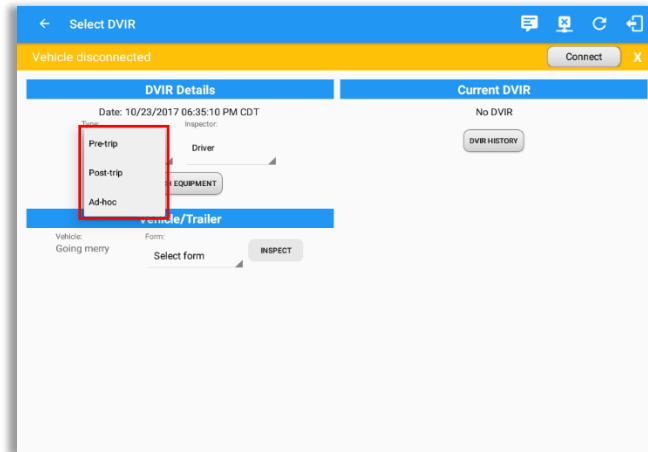 Select DVIR
Vehicle disconnected
Connect
X
DVIR Details
Date: 10/23/2017 06:35:10 PM CDT
Type:
Inspector:
Pre-trip
Post-trip
Ad-hoc
Driver
EQUIPMENT
Vehicle/Trailer
Vehicle:
Form:
Going merry
Select form
INSPECT
Current DVIR
No DVIR
DVIR HISTORY